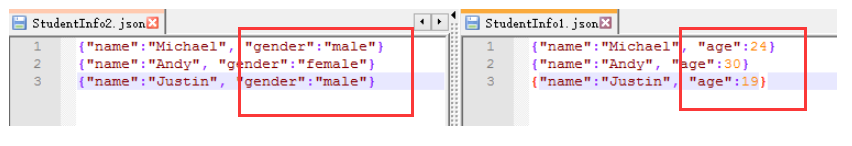 StudentInfo2.json
1 {"name":"Michael", "gender":"male"}
2 {"name":"Andy", "gender":"female"}
3 {"name":"Justin", "gender":"male"}
StudentInfo1.json
1 {"name":"Michael", "age":24}
2 {"name":"Andy", "age":30}
3 {"name":"Justin", "age":19}